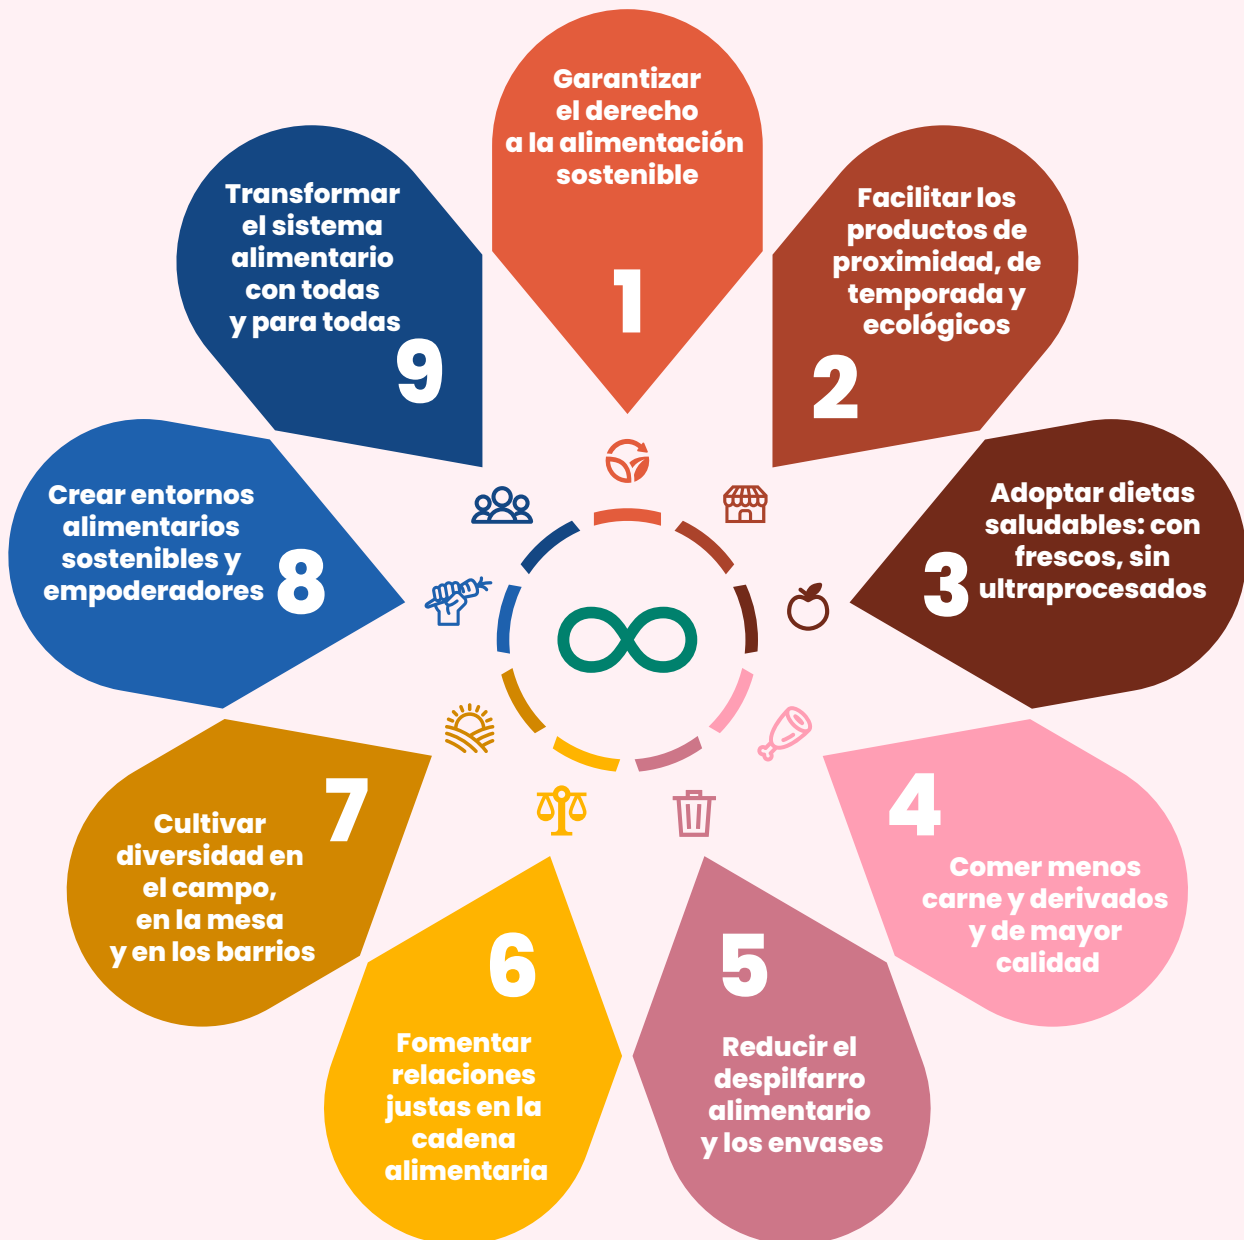 Garantizar
el derecho
a la alimentación
sostenible
1
Facilitar los
productos de
proximidad, de
temporada y
ecológicos
2
Adoptar dietas
saludables: con
frescos, sin
ultraprocesados
3
4
Comer menos
carne y derivados
y de mayor
calidad
5
Reducir el
despilfarro
alimentario
y los envases
6
Fomentar
relaciones
justas en la
cadena
alimentaria
7
Cultivar
diversidad en
el campo,
en la mesa
y en los barrios
Crear entornos
alimentarios
sostenibles y
empoderadores
8
Transformar
el sistema
alimentario
con todas
y para todas
9